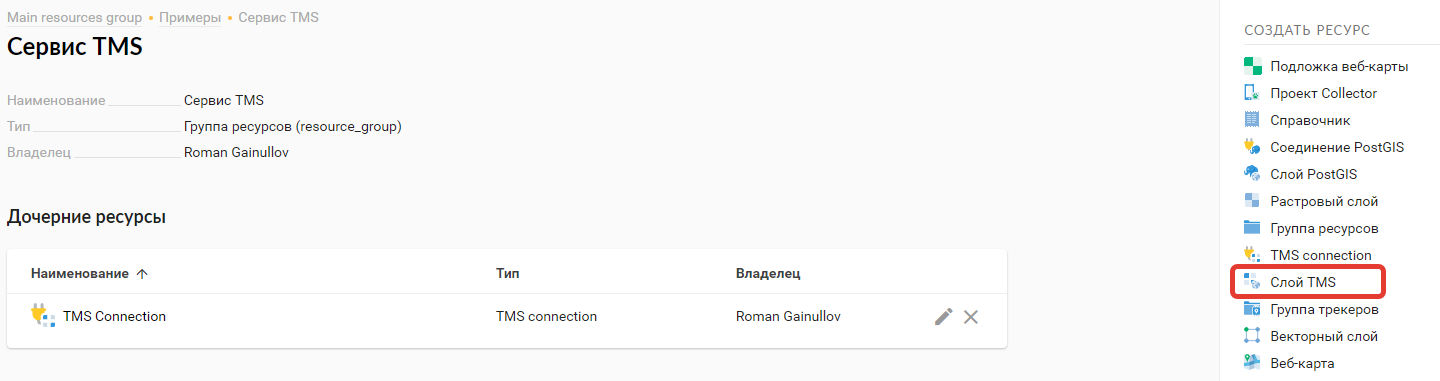 Main resources group • Примеры • Сервис TMS
Сервис TMS
Наименование Сервис TMS
Тип Группа ресурсов (resource_group)
Владелец Roman Gainullov
Дочерние ресурсы
Наименование ↑ Тип Владелец
TMS Connection TMS connection Roman Gainullov
СОЗДАТЬ РЕСУРС
Подложка веб-карты
Проект Collector
Справочник
Соединение PostGIS
Слой PostGIS
Растровый слой
Группа ресурсов
TMS connection
Слой TMS
Группа трекеров
Векторный слой
Веб-карта